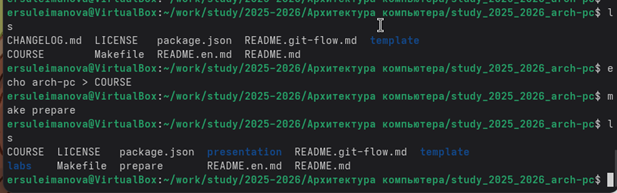 ersuleimanova@VirtualBox:~/work/study/2025-2026/Архитектура компьютера/study_2025_2026_arch-pc$ l
s
CHANGELOG.md LICENSE package.json README.git-flow.md template
COURSE Makefile README.en.md README.md
ersuleimanova@VirtualBox:~/work/study/2025-2026/Архитектура компьютера/study_2025_2026_arch-pc$ e
cho arch-pc > COURSE
ersuleimanova@VirtualBox:~/work/study/2025-2026/Архитектура компьютера/study_2025_2026_arch-pc$ m
ake prepare
ersuleimanova@VirtualBox:~/work/study/2025-2026/Архитектура компьютера/study_2025_2026_arch-pc$ l
s
COURSE LICENSE package.json presentation README.git-flow.md template
labs Makefile prepare README.en.md README.md
ersuleimanova@VirtualBox:~/work/study/2025-2026/Архитектура компьютера/study_2025_2026_arch-pc$